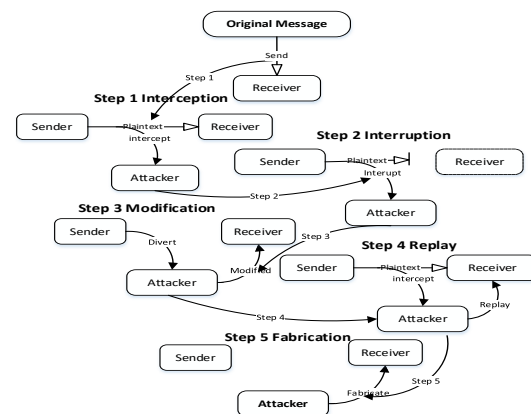 Original Message
Send
Step 1
Receiver
Step 1 Interception
Sender
Plaintext
Receiver
intercept
Attacker
Step 2 Interruption
Sender
Plaintext
Receiver
Interupt
Step 2
Attacker
Step 3 Modification
Sender
Receiver
Divert
Step 3
Attacker
Modified
Step 4 Replay
Sender
Plaintext
Receiver
intercept
Step 4
Attacker
Replay
Step 5 Fabrication
Sender
Receiver
Step 5
Fabricate
Attacker